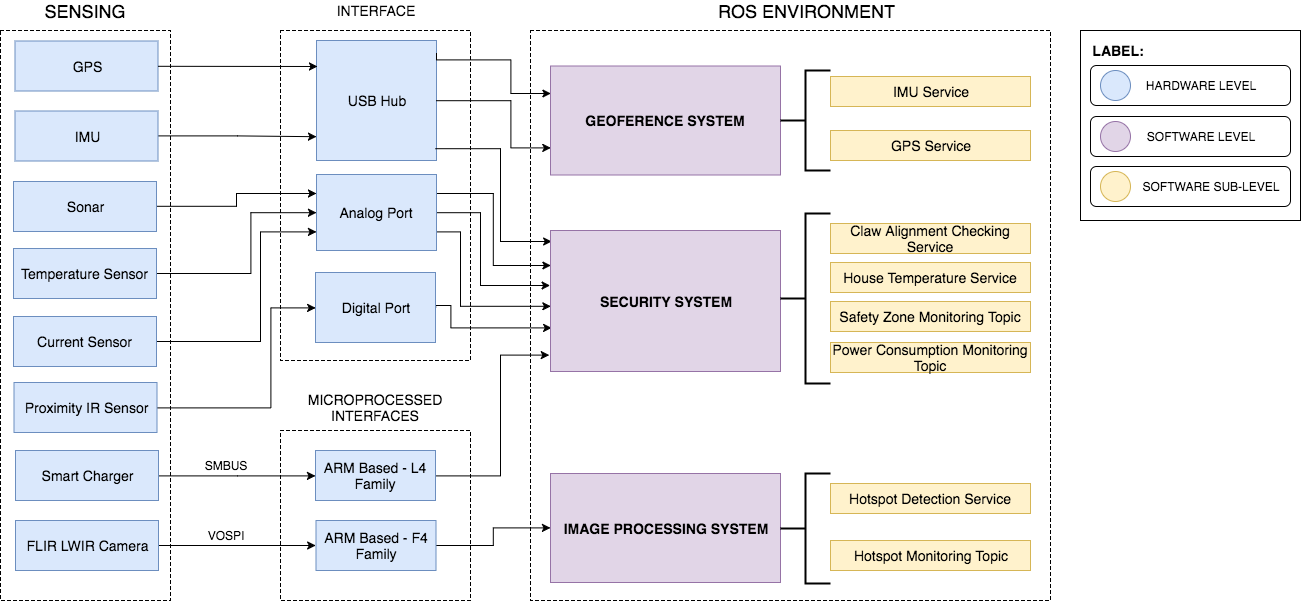 SENSING
INTERFACE
ROS ENVIRONMENT
GPS
IMU
Sonar
Temperature Sensor
Current Sensor
Proximity IR Sensor
Smart Charger
FLIR LWIR Camera
SMBUS
VOSPI
USB Hub
Analog Port
Digital Port
MICROPROCESSED
INTERFACES
ARM Based - L4
Family
ARM Based - F4
Family
GEOFERENCE SYSTEM
IMU Service
GPS Service
SECURITY SYSTEM
Claw Alignment Checking
Service
House Temperature Service
Safety Zone Monitoring Topic
Power Consumption Monitoring
Topic
IMAGE PROCESSING SYSTEM
Hotspot Detection Service
Hotspot Monitoring Topic
LABEL:
HARDWARE LEVEL
SOFTWARE LEVEL
SOFTWARE SUB-LEVEL